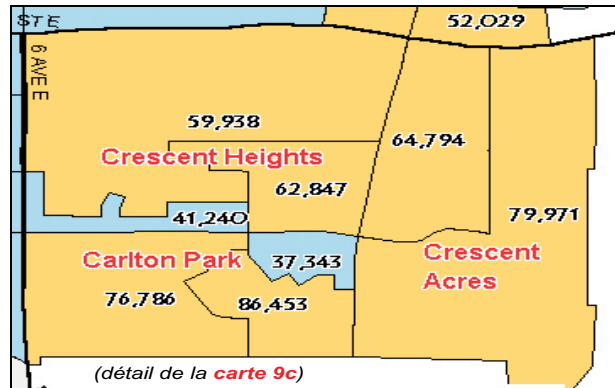 52,029
ST E
6 AVE E
59,938
64,794
Crescent Heights
62,847
41,240
79,971
Carlton Park
37,343
Crescent
Acres
76,786
86,453
(détail de la carte 9c)